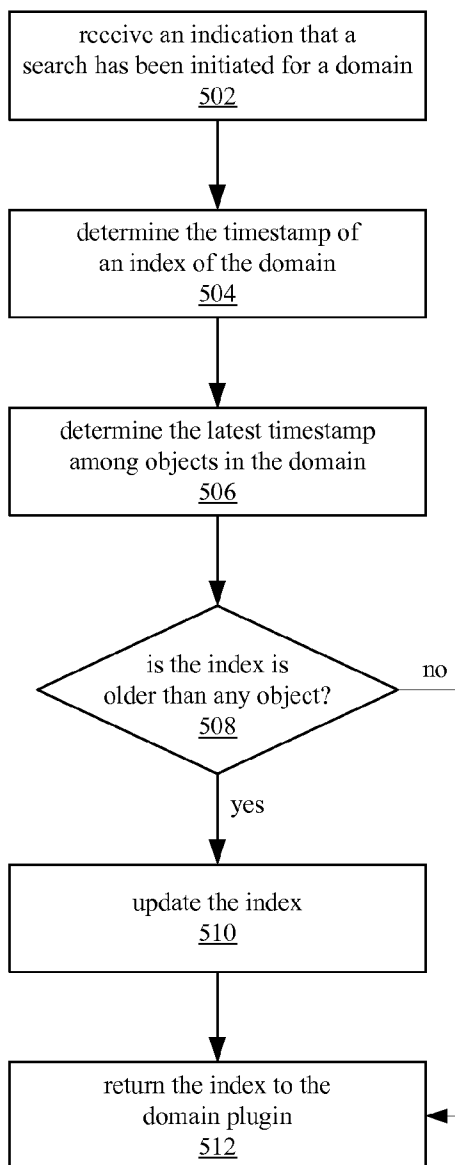 receive an indication that a
search has been initiated for a domain
502
determine the timestamp of
an index of the domain
504
determine the latest timestamp
among objects in the domain
506
is the index is
older than any object?
508
no
yes
update the index
510
return the index to the
domain plugin
512